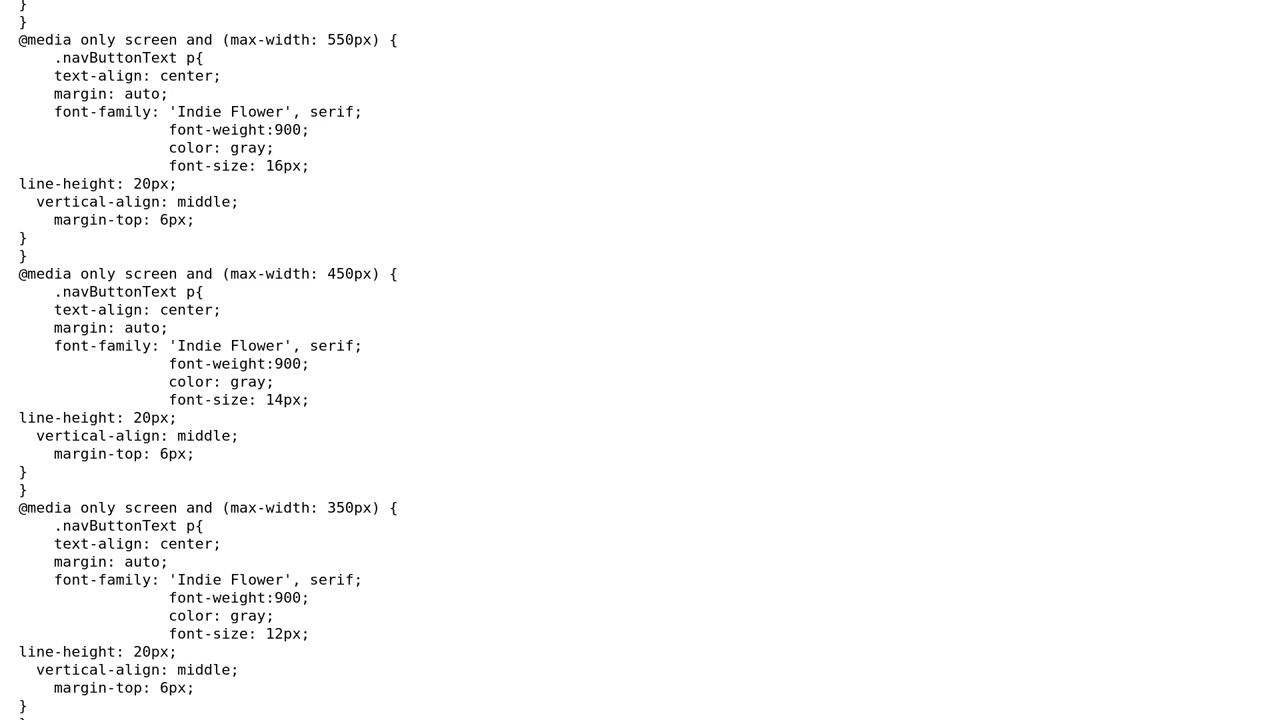 }
}
@media only screen and (max-width: 550px) {
    .navButtonText p{
    text-align: center;
    margin: auto;
    font-family: 'Indie Flower', serif;
                 font-weight:900;
                 color: gray;
                 font-size: 16px;
line-height: 20px;
  vertical-align: middle;
    margin-top: 6px;
}
}
@media only screen and (max-width: 450px) {
    .navButtonText p{
    text-align: center;
    margin: auto;
    font-family: 'Indie Flower', serif;
                 font-weight:900;
                 color: gray;
                 font-size: 14px;
line-height: 20px;
  vertical-align: middle;
    margin-top: 6px;
}
}
@media only screen and (max-width: 350px) {
    .navButtonText p{
    text-align: center;
    margin: auto;
    font-family: 'Indie Flower', serif;
                 font-weight:900;
                 color: gray;
                 font-size: 12px;
line-height: 20px;
  vertical-align: middle;
    margin-top: 6px;
}
}